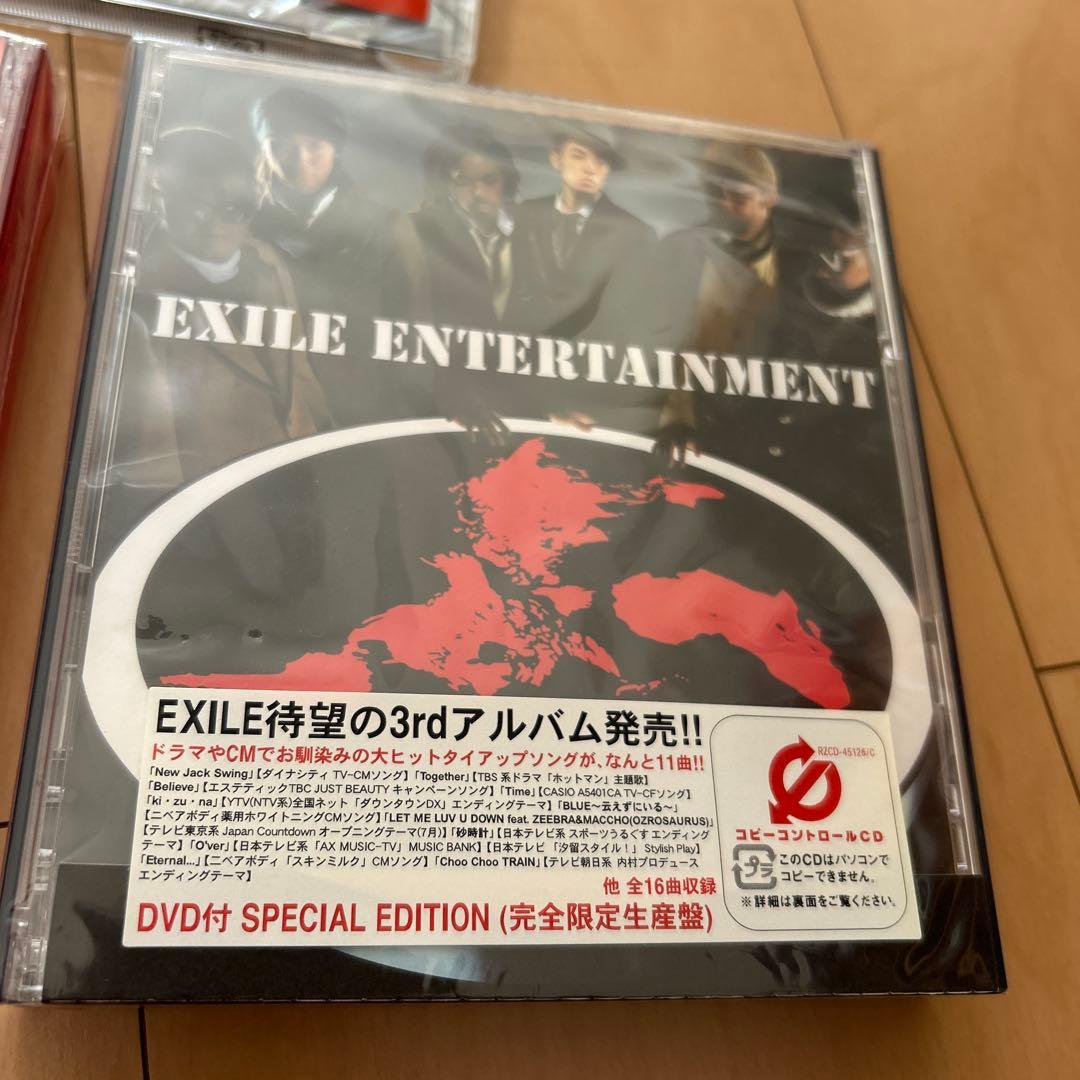 EXILE ENTERTAINMENT
EXILE待望の3rdアルバム発売!!
ドラマやCMでお馴染みの大ヒットタイアップソングが、なんと11曲!!
「New Jack Swing」【ダイナシティ TV-CMソング】「Together」【TBS系ドラマ「ホットマン」主題歌】
「Believe」【エステティックTBC JUST BEAUTY キャンペーンソング】「Time」【CASIO A5401CA TV-CFソング】
「ki・zu・na」【YTV(NTV系)全国ネット「ダウンタウンDX」エンディングテーマ】「BLUE〜云えずにいる〜」
【ニベアボディ薬用ホワイトニングCMソング】「LET ME LUV U DOWN feat. ZEEBRA&MACCHO(OZROSAURUS)」
【テレビ東京系 Japan Countdown オープニングテーマ(7月)】「砂時計」【日本テレビ系 スポーツうるぐす エンディング
テーマ】「O'ver」【日本テレビ系「AX MUSIC-TV」MUSIC BANK】【日本テレビ「汐留スタイル!」Stylish Play】
「Eternal...」【ニベアボディ「スキンミルク」CMソング】「Choo Choo TRAIN」【テレビ朝日系 内村プロデュース
エンディングテーマ】
他 全16曲収録
DVD付 SPECIAL EDITION (完全限定生産盤)
RZCD-45126/C
コピーコントロールCD
プラ
このCDはパソコンで
コピーできません。
※詳細は裏面をご覧ください。